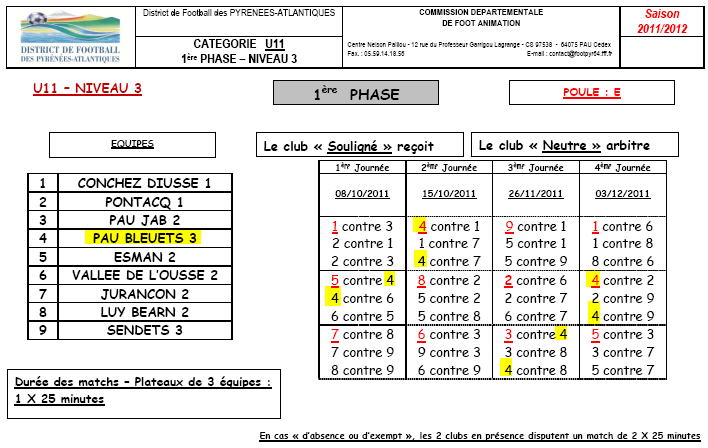 District de Football des PYRENEES-ATLANTIQUES
COMMISSION DEPARTEMENTALE
DE FOOT ANIMATION
Saison
2011/2012
CATEGORIE U11
1ère PHASE – NIVEAU 3
Centre Nelson Paillou - 12 rue du Professeur Garrigou Lagrange - CS 97538 - 64075 PAU Cedex
Fax. : 05.59.14.18.56 E-mail : contact@footpyr64.fff.fr
DISTRICT DE FOOTBALL
DES PYRÉNÉES-ATLANTIQUES
U11 – NIVEAU 3
1ère PHASE
POULE : E
EQUIPES
Le club « Souligné » reçoit
Le club « Neutre » arbitre
1 CONCHEZ DIUSSE 1
2 PONTACQ 1
3 PAU JAB 2
4 PAU BLEUETS 3
5 ESMAN 2
6 VALLEE DE L'OUSSE 2
7 JURANCON 2
8 LUY BEARN 2
9 SENDETS 3
1ère Journée 2ème Journée 3ème Journée 4ème Journée
08/10/2011 15/10/2011 26/11/2011 03/12/2011
1 contre 3 4 contre 1 9 contre 1 1 contre 6
2 contre 1 1 contre 7 5 contre 1 1 contre 8
2 contre 3 4 contre 7 5 contre 9 8 contre 6
5 contre 4 8 contre 2 2 contre 6 4 contre 2
4 contre 6 5 contre 2 2 contre 7 2 contre 9
6 contre 5 5 contre 8 6 contre 7 4 contre 9
7 contre 8 6 contre 3 3 contre 4 5 contre 3
7 contre 9 9 contre 3 3 contre 8 3 contre 7
8 contre 9 6 contre 9 4 contre 8 5 contre 7
Durée des matchs – Plateaux de 3 équipes :
1 X 25 minutes
En cas « d'absence ou d'exempt », les 2 clubs en présence disputent un match de 2 X 25 minutes